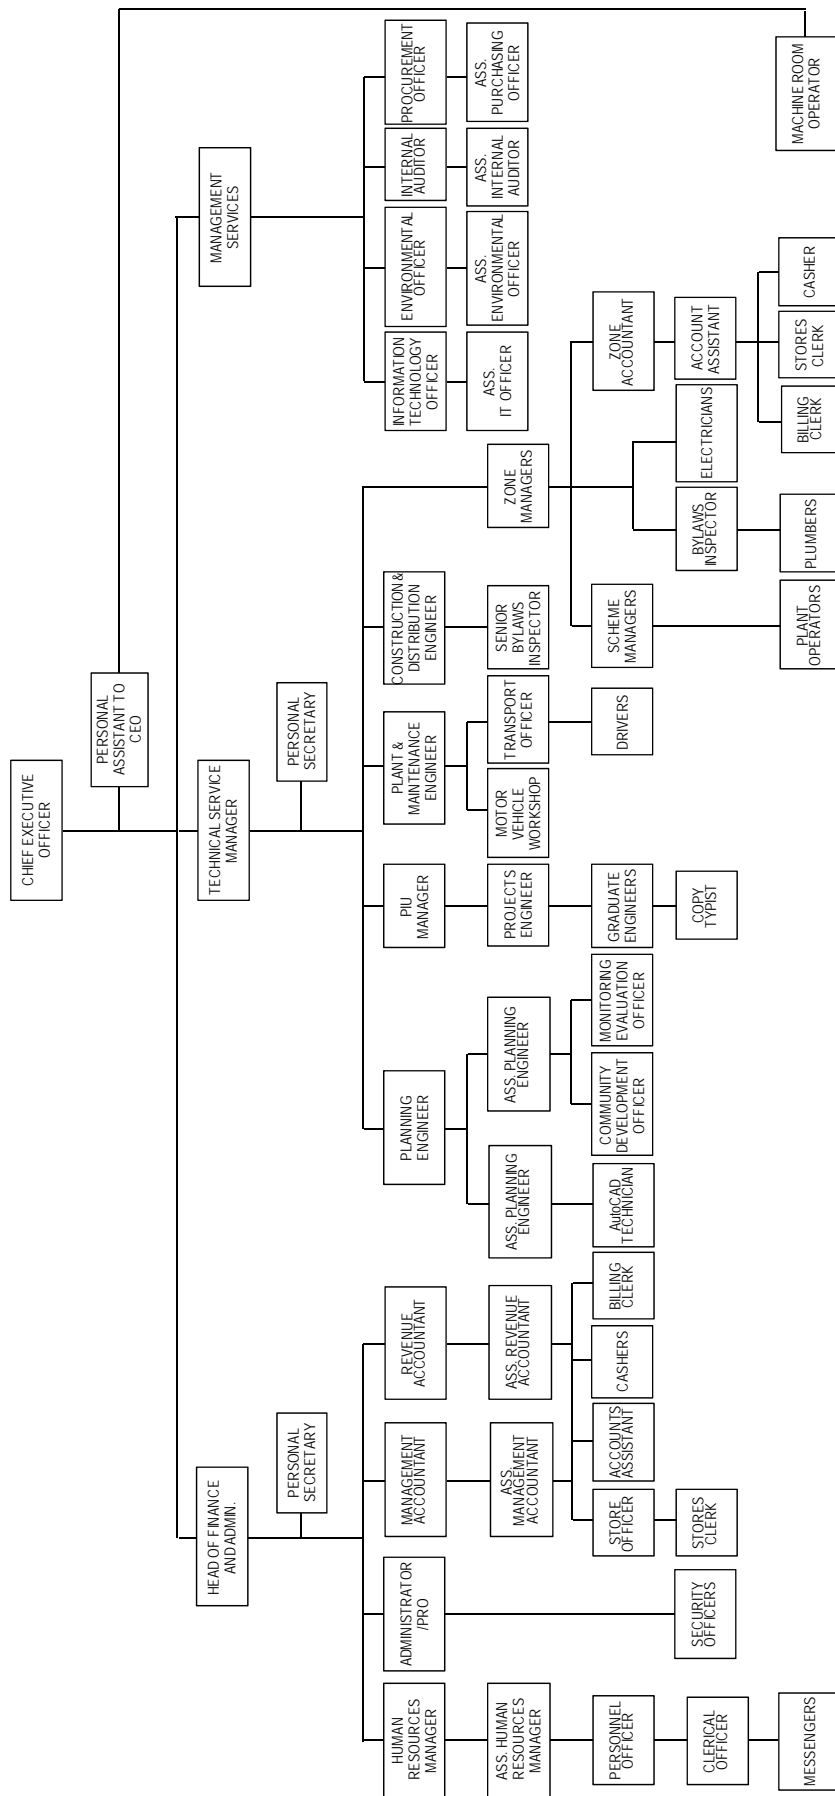 CHIEF EXECUTIVE
OFFICER
PERSONAL
ASSISTANT TO
CEO
HEAD OF FINANCE
AND ADMIN.
TECHNICAL SERVICE
MANAGER
MANAGEMENT
SERVICES
PERSONAL
SECRETARY
PERSONAL
SECRETARY
HUMAN
RESOURCES
MANAGER
ADMINISTRATOR
/PRO
MANAGEMENT
ACCOUNTANT
REVENUE
ACCOUNTANT
PLANNING
ENGINEER
PIU
MANAGER
PLANT &
MAINTENANCE
ENGINEER
CONSTRUCTION &
DISTRIBUTION
ENGINEER
INFORMATION
TECHNOLOGY
OFFICER
ENVIRONMENTAL
OFFICER
INTERNAL
AUDITOR
PROCUREMENT
OFFICER
ASS. HUMAN
RESOURCES
MANAGER
ASS.
MANAGEMENT
ACCOUNTANT
ASS. REVENUE
ACCOUNTANT
ASS. PLANNING
ENGINEER
ASS. PLANNING
ENGINEER
PROJECTS
ENGINEER
MOTOR
VEHICLE
WORKSHOP
TRANSPORT
OFFICER
SENIOR
BYLAWS
INSPECTOR
ZONE
MANAGERS
ASS.
IT OFFICER
ASS.
ENVIRONMENTAL
OFFICER
ASS.
INTERNAL
AUDITOR
ASS.
PURCHASING
OFFICER
PERSONNEL
OFFICER
STORE
OFFICER
ACCOUNTS
ASSISTANT
CASHERS
BILLING
CLERK
AutoCAD
TECHNICIAN
COMMUNITY
DEVELOPMENT
OFFICER
MONITORING
EVALUATION
OFFICER
GRADUATE
ENGINEERS
DRIVERS
SCHEME
MANAGERS
ZONE
ACCOUNTANT
CLERICAL
OFFICER
SECURITY
OFFICERS
STORES
CLERK
COPY
TYPIST
BYLAWS
INSPECTOR
ELECTRICIANS
ACCOUNT
ASSISTANT
MESSENGERS
PLANT
OPERATORS
PLUMBERS
BILLING
CLERK
STORES
CLERK
CASHER
MACHINE ROOM
OPERATOR